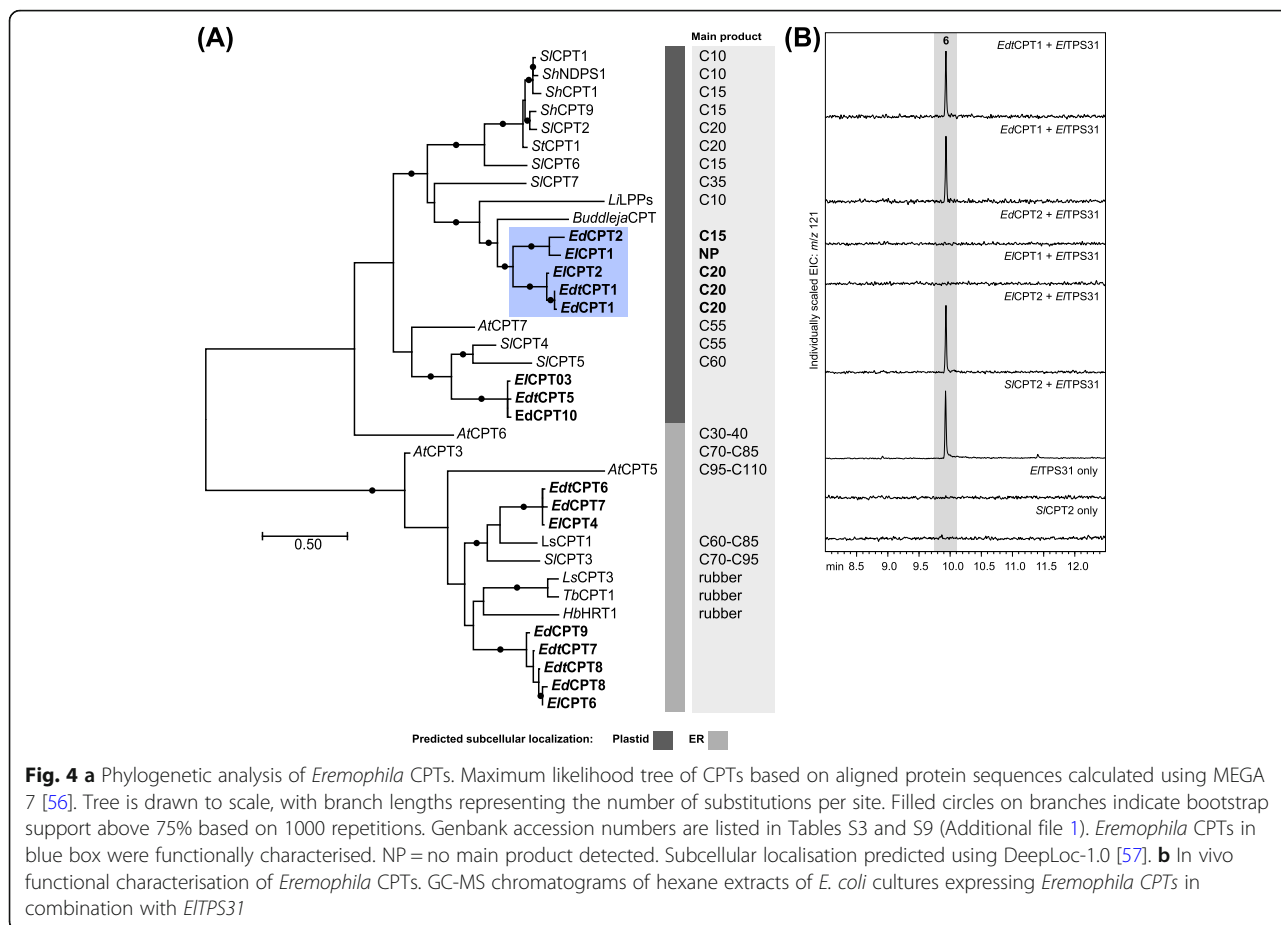 (A)
Main product
SlCPT1 C10
ShNDPS1 C10
ShCPT1 C15
ShCPT9 C15
SlCPT2 C20
StCPT1 C20
SlCPT6 C15
SlCPT7 C35
LiLPPs C10
BuddlejaCPT
EdCPT2 C15
ElCPT1 NP
ElCPT2 C20
EdtCPT1 C20
EdCPT1 C20
AtCPT7 C55
SlCPT4 C55
SlCPT5 C60
ElCPT03
EdtCPT5
EdCPT10
AtCPT6 C30-40
AtCPT3 C70-C85
AtCPT5 C95-C110
EdtCPT6
EdCPT7
ElCPT4
LsCPT1 C60-C85
SlCPT3 C70-C95
LsCPT3 rubber
TbCPT1 rubber
HbHRT1 rubber
EdCPT9
EdtCPT7
EdtCPT8
EdCPT8
ElCPT6
0.50
Predicted subcellular localization: Plastid ER
(B)
6
EdtCPT1 + ElTPS31
EdCPT1 + ElTPS31
EdCPT2 + ElTPS31
ElCPT1 + ElTPS31
ElCPT2 + ElTPS31
SlCPT2 + ElTPS31
ElTPS31 only
SlCPT2 only
Individually scaled EIC: m/z 121
min 8.5 9.0 9.5 10.0 10.5 11.0 11.5 12.0
Fig. 4 a Phylogenetic analysis of Eremophila CPTs. Maximum likelihood tree of CPTs based on aligned protein sequences calculated using MEGA
7 [56]. Tree is drawn to scale, with branch lengths representing the number of substitutions per site. Filled circles on branches indicate bootstrap
support above 75% based on 1000 repetitions. Genbank accession numbers are listed in Tables S3 and S9 (Additional file 1). Eremophila CPTs in
blue box were functionally characterised. NP = no main product detected. Subcellular localisation predicted using DeepLoc-1.0 [57]. b In vivo
functional characterisation of Eremophila CPTs. GC-MS chromatograms of hexane extracts of E. coli cultures expressing Eremophila CPTs in
combination with ElTPS31